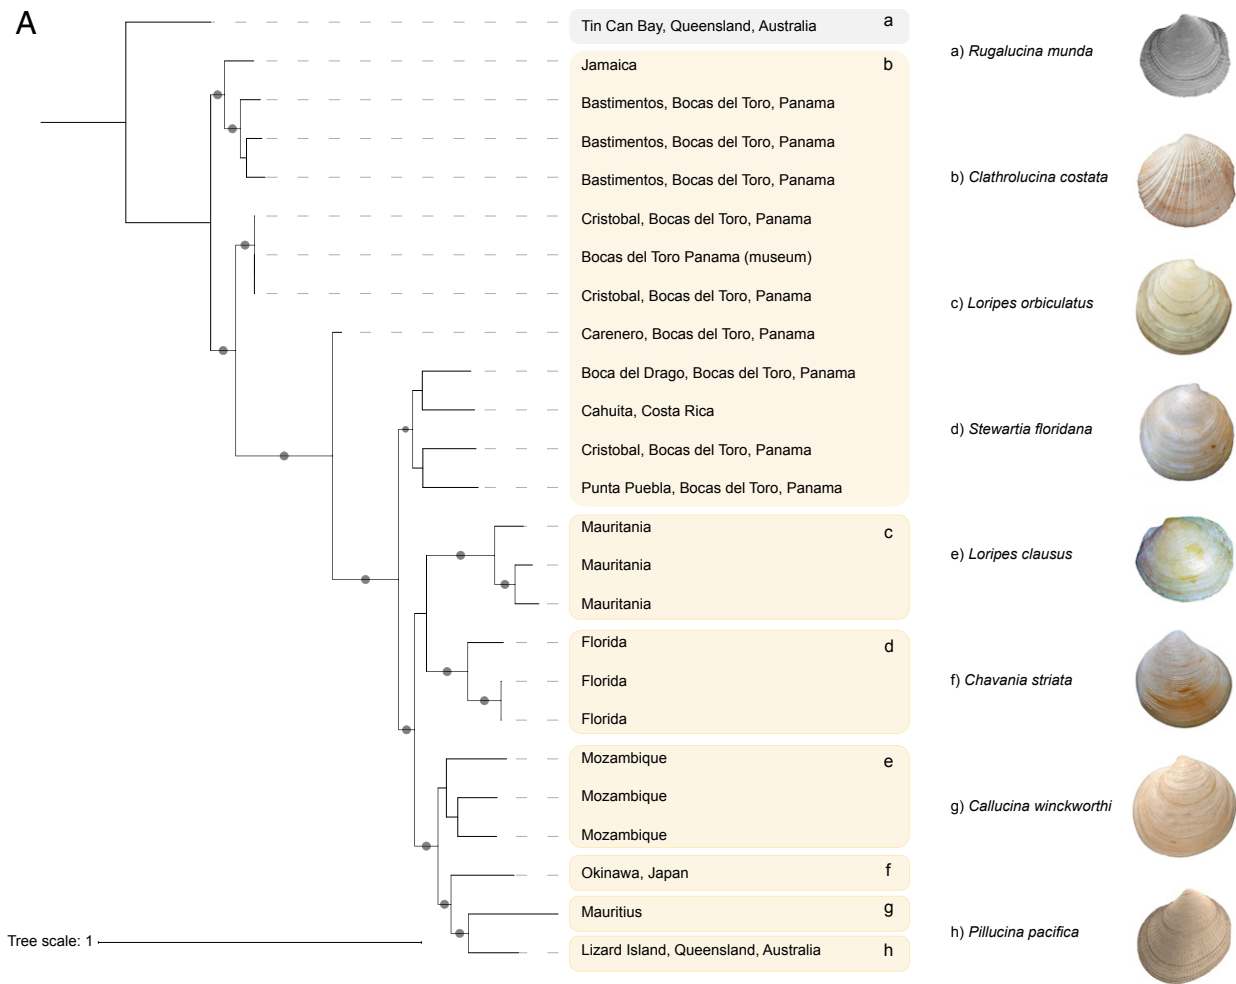 A
Tin Can Bay, Queensland, Australia a
Jamaica b
Bastimentos, Bocas del Toro, Panama
Bastimentos, Bocas del Toro, Panama
Bastimentos, Bocas del Toro, Panama
Cristobal, Bocas del Toro, Panama
Bocas del Toro Panama (museum)
Cristobal, Bocas del Toro, Panama
Carenero, Bocas del Toro, Panama
Boca del Drago, Bocas del Toro, Panama
Cahuita, Costa Rica
Cristobal, Bocas del Toro, Panama
Punta Puebla, Bocas del Toro, Panama
Mauritania c
Mauritania
Mauritania
Florida d
Florida
Florida
Mozambique e
Mozambique
Mozambique
Okinawa, Japan f
Mauritius g
Lizard Island, Queensland, Australia h
Tree scale: 1
a) Rugalucina munda
b) Clathrolucina costata
c) Loripes orbiculatus
d) Stewartia floridana
e) Loripes clausus
f) Chavania striata
g) Callucina winckworthi
h) Pillucina pacifica